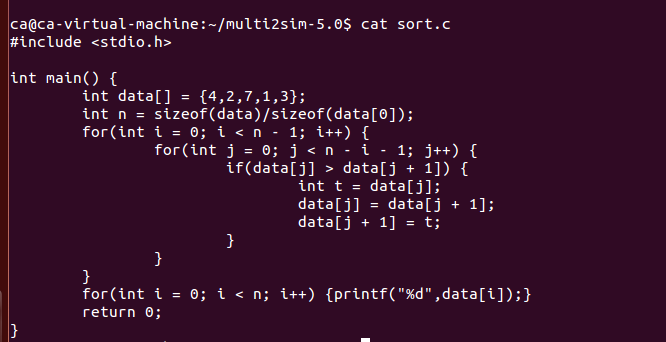 ca@ca-virtual-machine:~/multi2sim-5.0$ cat sort.c
#include <stdio.h>

int main() {
        int data[] = {4,2,7,1,3};
        int n = sizeof(data)/sizeof(data[0]);
        for(int i = 0; i < n - 1; i++) {
                for(int j = 0; j < n - i - 1; j++) {
                        if(data[j] > data[j + 1]) {
                                int t = data[j];
                                data[j] = data[j + 1];
                                data[j + 1] = t;
                        }
                }
        }
        for(int i = 0; i < n; i++) {printf("%d",data[i]);}
        return 0;
}